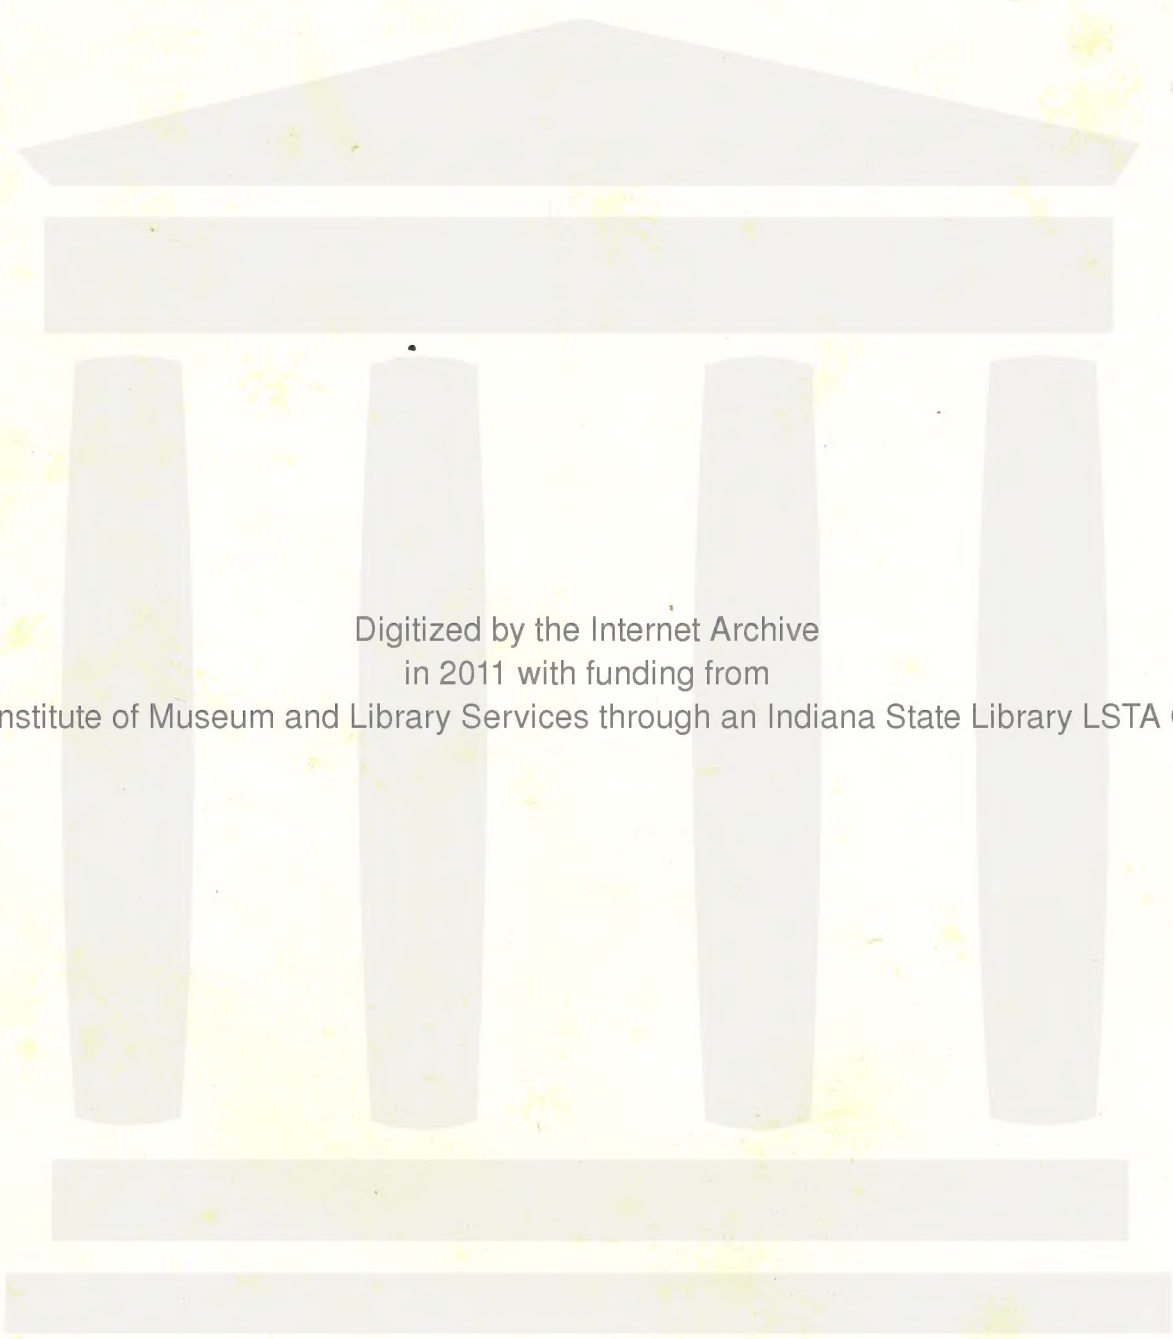 Digitized by the Internet Archive
in 2011 with funding from
nstitute of Museum and Library Services through an Indiana State Library LSTA